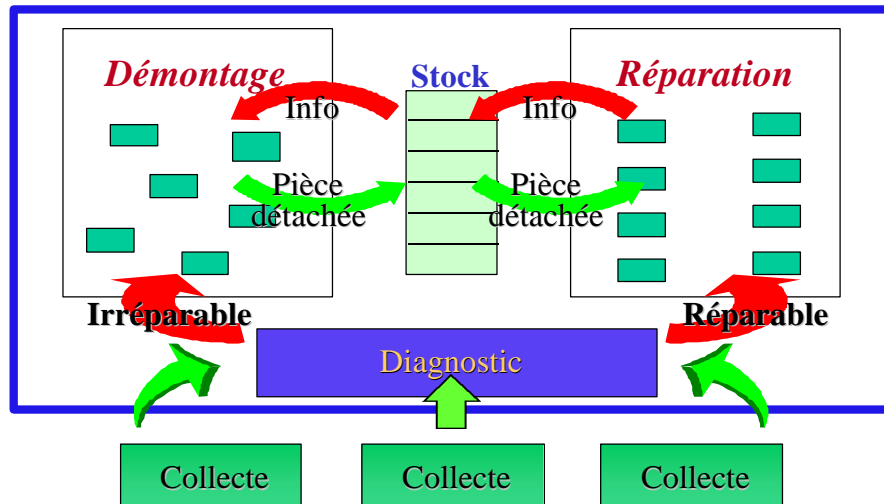 Démontage
Stock
Réparation
Info
Info
Pièce
détachée
Pièce
détachée
Irréparable
Réparable
Diagnostic
Collecte
Collecte
Collecte